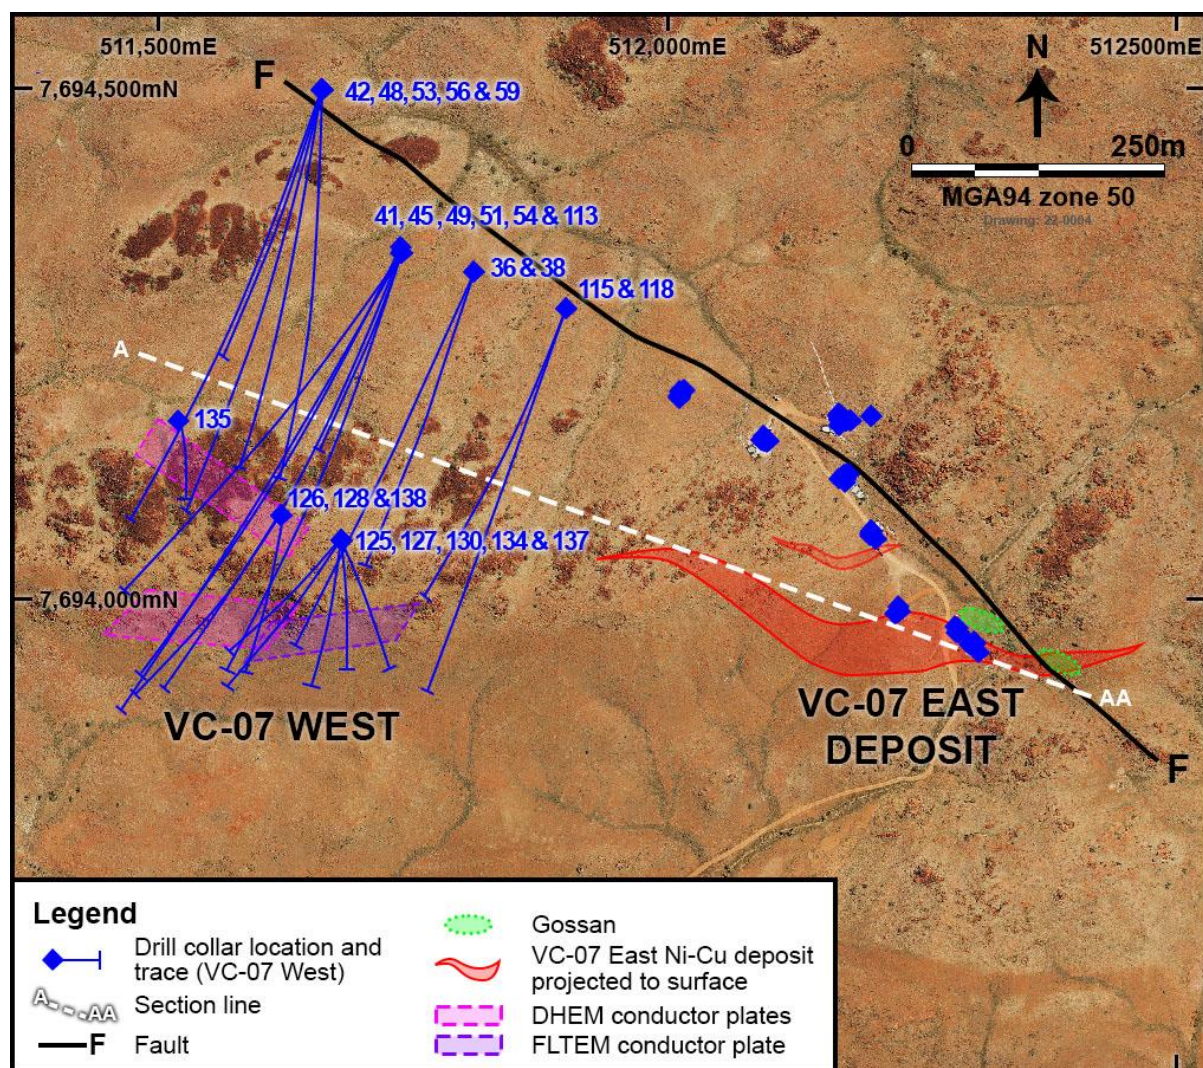 511,500mE
512,000mE
512500mE
N
F
7,694,500mN
42, 48, 53, 56 & 59
0
250m
MGA94 zone 50
Drawing: 22-0084
41, 45 , 49, 51, 54 & 113
36 & 38
115 & 118
A
135
126, 128 &138
125, 127, 130, 134 & 137
7,694,000mN
VC-07 WEST
VC-07 EAST
DEPOSIT
AA
F
Legend
Drill collar location and
trace (VC-07 West)
A AA Section line
F Fault
Gossan
VC-07 East Ni-Cu deposit
projected to surface
DHEM conductor plates
FLTEM conductor plate